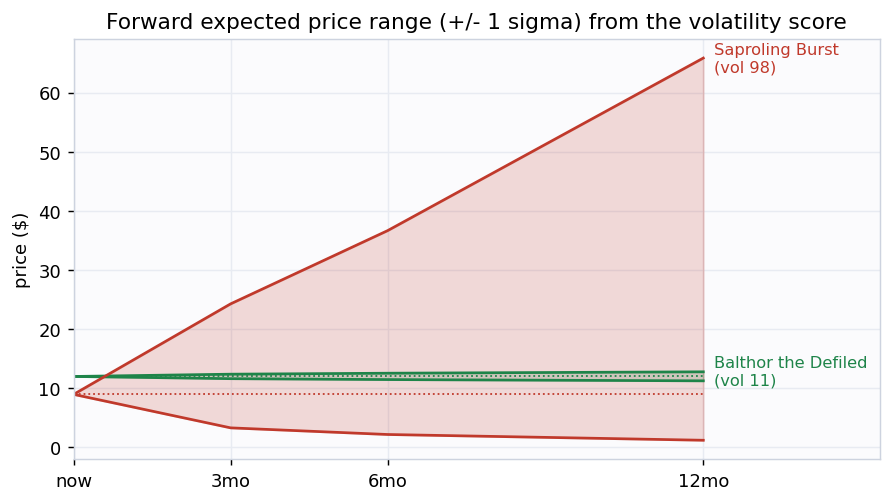 Forward expected price range (+/- 1 sigma) from the volatility score
Saproling Burst
(vol 98)
60
50
40
30
20
10
0
price ($)
Balthor the Defiled
(vol 11)
now
3mo
6mo
12mo